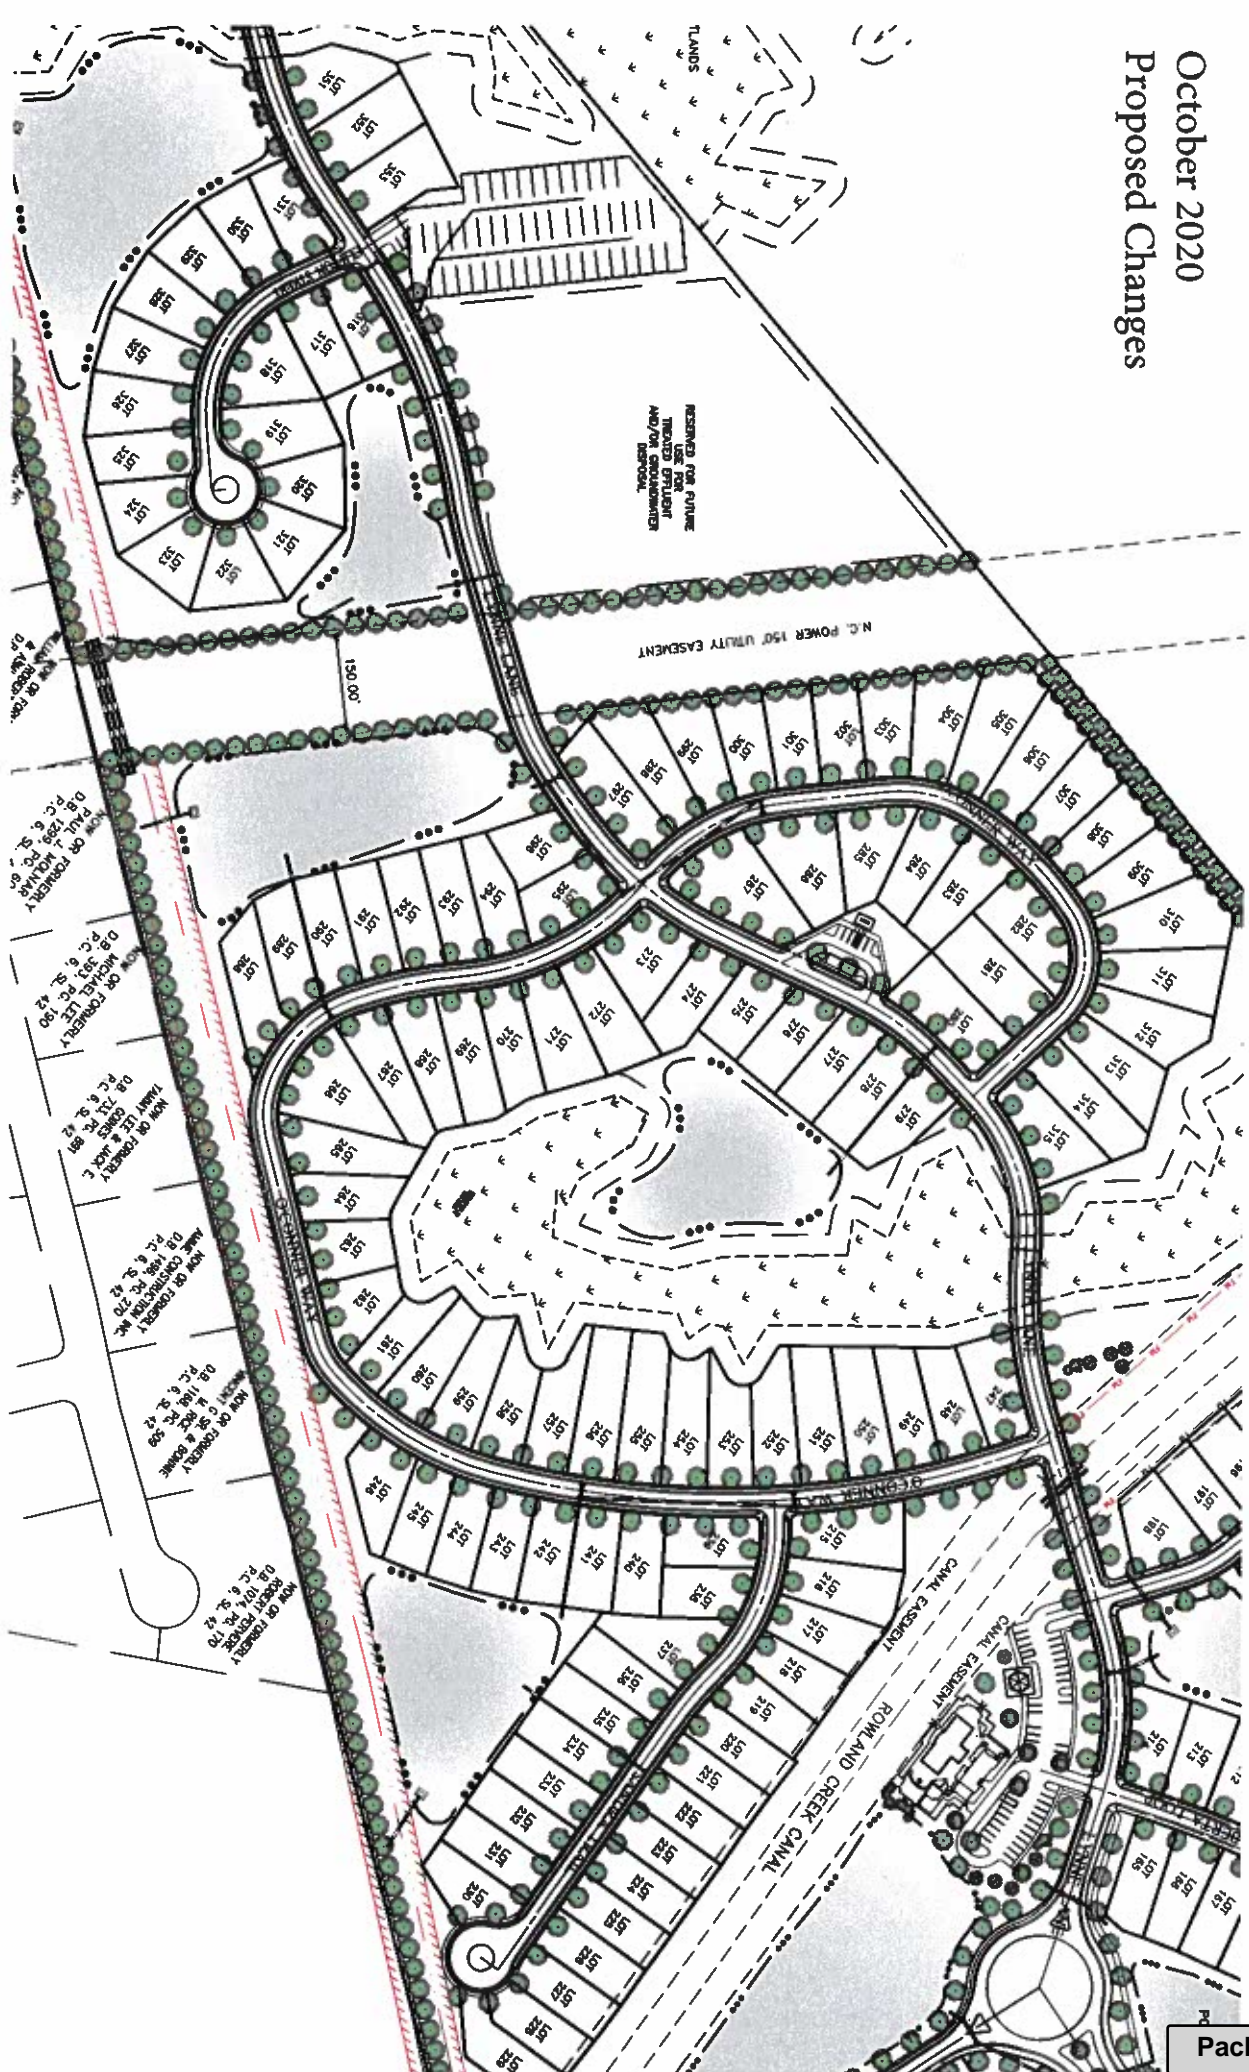 October 2020
Proposed Changes
TLANDS
LOT
351
LOT
352
LOT
353
LOT
331
LOT
330
LOT
329
LOT
328
LOT
327
LOT
326
LOT
325
LOT
324
LOT
323
LOT
322
LOT
321
LOT
320
LOT
319
LOT
318
LOT
317
LOT
316
RESERVED FOR FUTURE
USE FOR
TREATED EFFLUENT
AND/OR GROUNDWATER
DISPOSAL
N.C. POWER 150' UTILITY EASEMENT
150.00'
LOT
296
LOT
295
LOT
294
LOT
293
LOT
292
LOT
291
LOT
290
LOT
289
LOT
288
LOT
297
LOT
298
LOT
299
LOT
300
LOT
301
LOT
302
LOT
303
LOT
304
LOT
305
LOT
306
LOT
307
LOT
308
LOT
309
LOT
310
LOT
311
LOT
312
LOT
313
LOT
314
LOT
315
LOT
287
LOT
286
LOT
285
LOT
284
LOT
283
LOT
282
LOT
281
LOT
280
LOT
273
LOT
274
LOT
275
LOT
276
LOT
277
LOT
278
LOT
279
LOT
272
LOT
271
LOT
270
LOT
269
LOT
268
LOT
267
LOT
266
LOT
265
LOT
264
LOT
263
LOT
262
LOT
261
LOT
260
LOT
259
LOT
258
LOT
257
LOT
256
LOT
255
LOT
254
LOT
253
LOT
252
LOT
251
LOT
250
LOT
249
LOT
248
LOT
247
O'CONNER WAY
O'CONNER WAY
LOT
246
LOT
245
LOT
244
LOT
243
LOT
242
LOT
241
LOT
240
LOT
238
LOT
237
LOT
236
LOT
235
LOT
234
LOT
233
LOT
232
LOT
231
LOT
230
LOT
215
LOT
216
LOT
217
LOT
218
LOT
219
LOT
220
LOT
221
LOT
222
LOT
223
LOT
224
LOT
225
LOT
226
LOT
227
LOT
228
LOT
229
CANAL EASEMENT
CANAL EASEMENT
ROWLAND CREEK CANAL
LOT
197
LOT
198
LOT
213
LOT
214
LOT
165
LOT
166
LOT
167
NOW OR FORMERLY
PAUL J. MOLNAR
D.B. 1299, PG.
P.C. 6, SL.
NOW OR FORMERLY
MICHAEL LEE
D.B. 393, PG. 190
P.C. 6, SL. 42
NOW OR FORMERLY
TAMMY LEE & JACK E.
D.B. 733, PG. 891
P.C. 6, SL. 42
NOW OR FORMERLY
CONSTRUCTION INC.
D.B. 1496, PG. 270
P.C. 6, SL. 42
NOW OR FORMERLY
D.B. 1168, PG. 509
P.C. 6, SL. 42
NOW OR FORMERLY
ROBERT
D.B. 1074, PG. 170
P.C. 6, SL. 42
PO
Pack